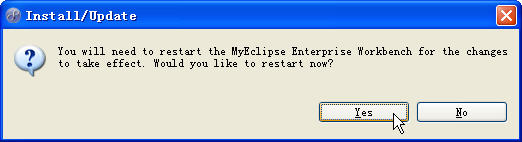 Install/Update
You will need to restart the MyEclipse Enterprise Workbench for the changes
to take effect. Would you like to restart now?
Yes
No